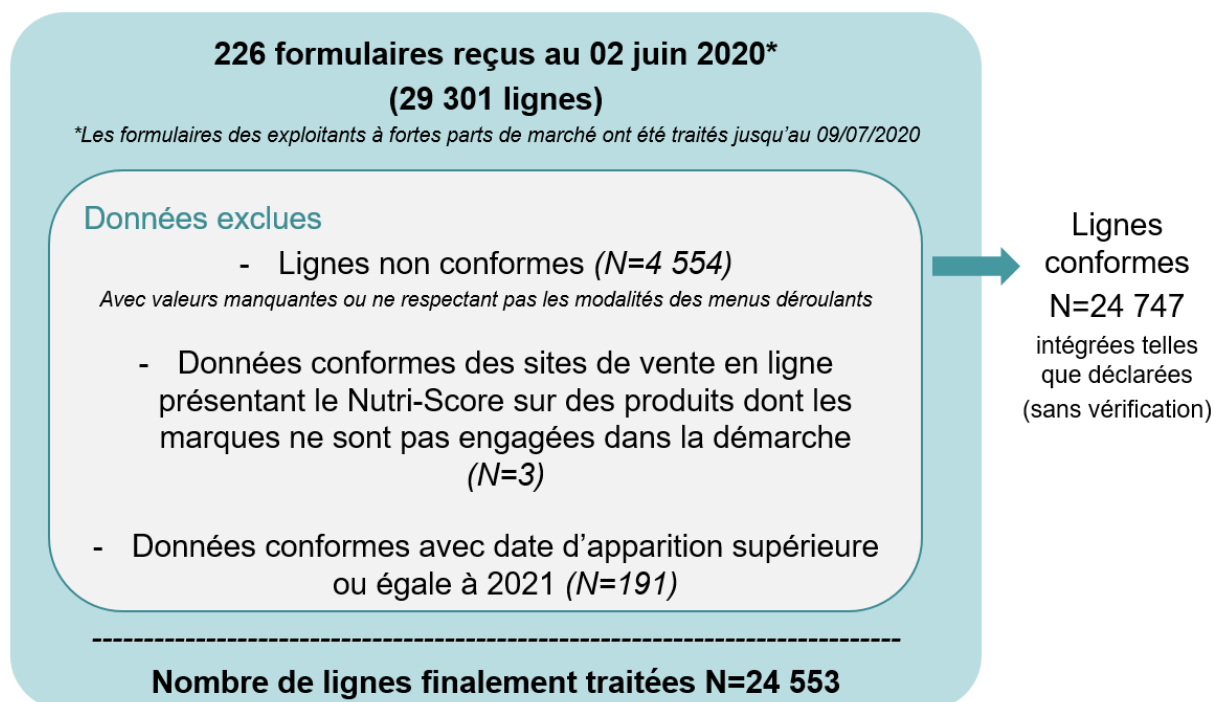 226 formulaires reçus au 02 juin 2020*
(29 301 lignes)
*Les formulaires des exploitants à fortes parts de marché ont été traités jusqu'au 09/07/2020
Données exclues
- Lignes non conformes (N=4 554)
Avec valeurs manquantes ou ne respectant pas les modalités des menus déroulants
- Données conformes des sites de vente en ligne
présentant le Nutri-Score sur des produits dont les
marques ne sont pas engagées dans la démarche
(N=3)
- Données conformes avec date d'apparition supérieure
ou égale à 2021 (N=191)
Nombre de lignes finalement traitées N=24 553
Lignes
conformes
N=24 747
intégrées telles
que déclarées
(sans vérification)